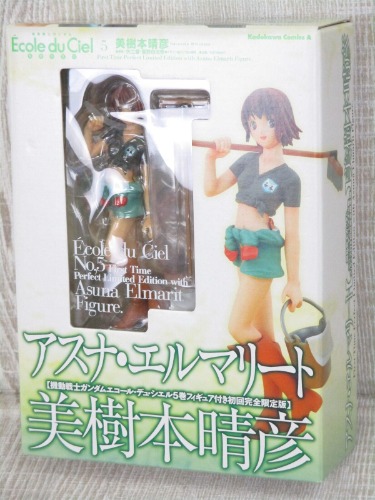 École du Ciel 5 美樹本晴彦
Kadokawa Comics A
École du Ciel
No.5 First Time
Perfect Limited Edition with
Asuna Elmarit
Figure.
アスナ・エルマリート
【機動戦士ガンダムエコール・デュ・シエル5巻フィギュア付き初回完全限定版】
美樹本晴彦